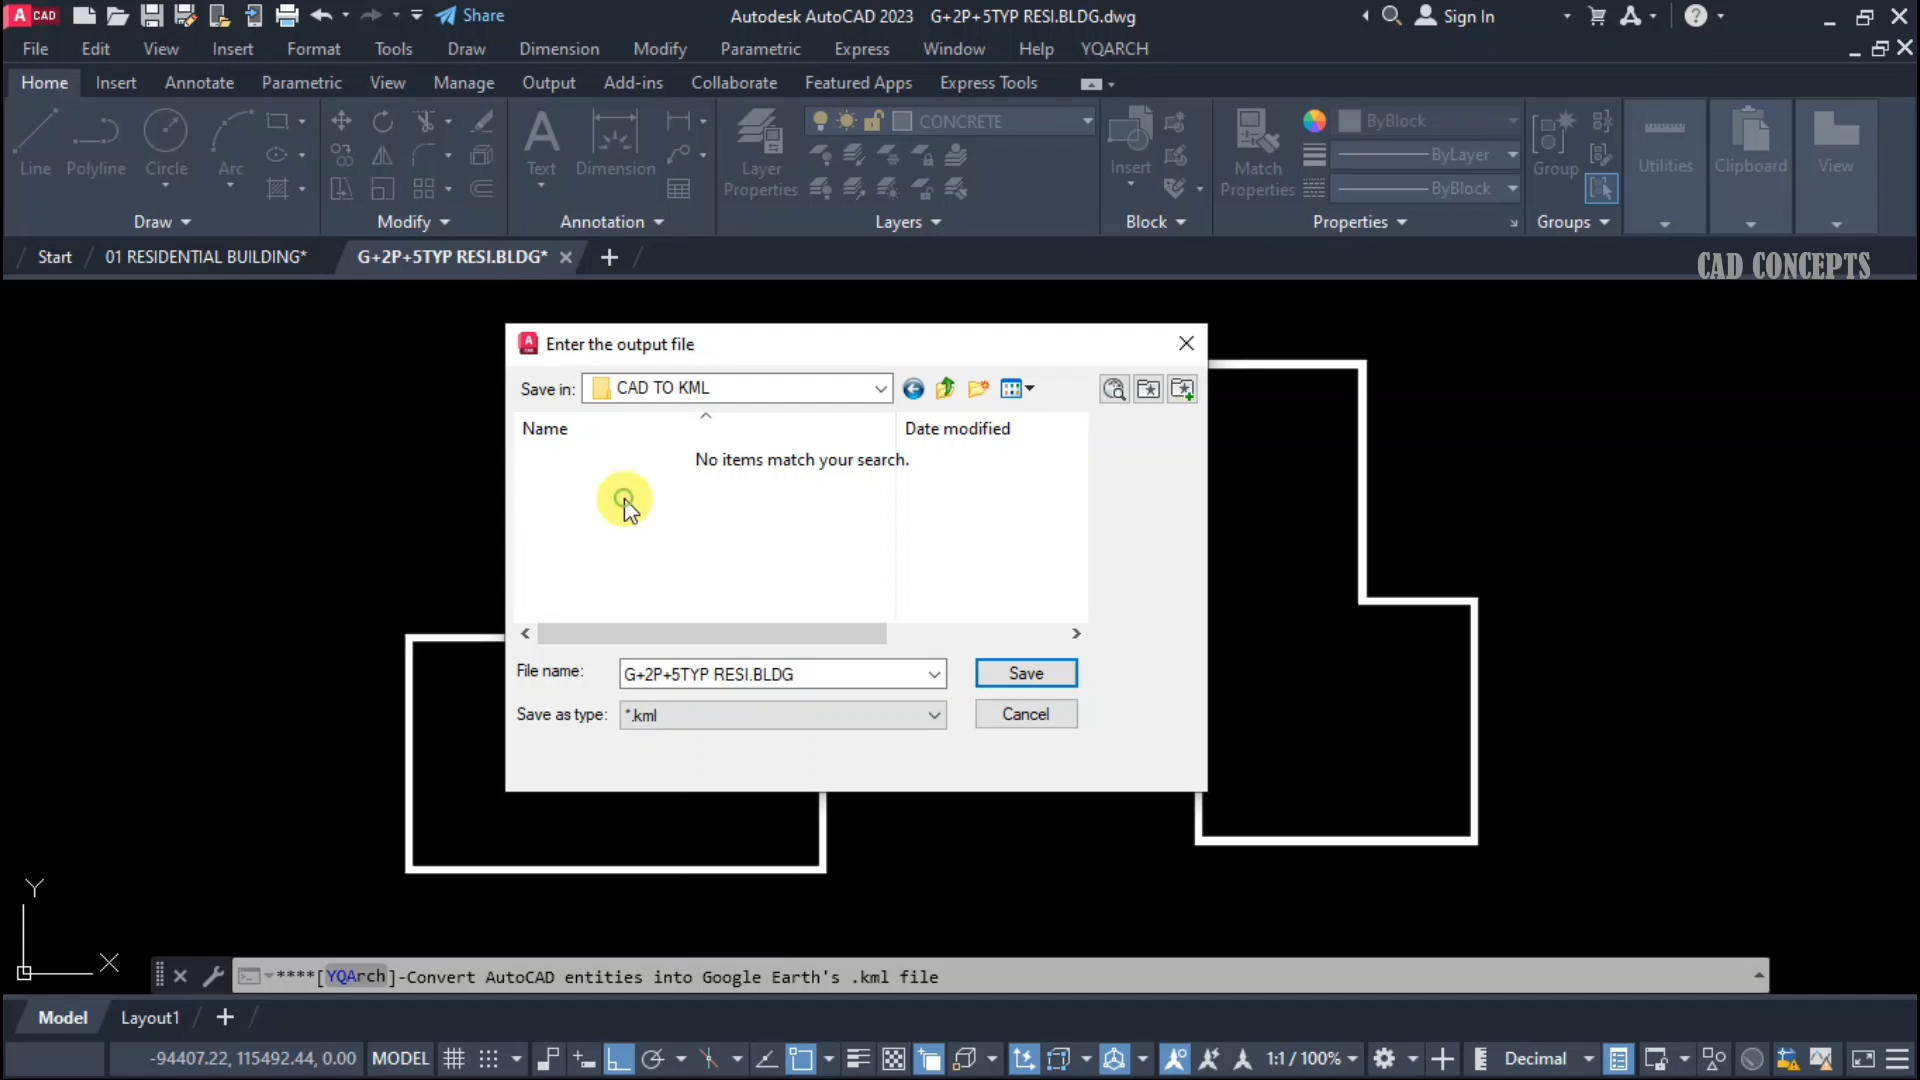 A CAD
Share
Autodesk AutoCAD 2023 G+2P+5TYP RESI.BLDG.dwg
Sign In
File Edit View Insert Format Tools Draw Dimension Modify Parametric Express Window Help YQARCH
Home Insert Annotate Parametric View Manage Output Add-ins Collaborate Featured Apps Express Tools
CONCRETE
ByBlock
ByLayer
ByBlock
Line Polyline Circle Arc
Text Dimension
Layer Properties
Insert
Match Properties
Group
Utilities
Clipboard
View
Draw Modify Annotation Layers Block Properties Groups
Start 01 RESIDENTIAL BUILDING* G+2P+5TYP RESI.BLDG*
CAD CONCEPTS
Enter the output file
Save in: CAD TO KML
Name Date modified
No items match your search.
File name: G+2P+5TYP RESI.BLDG Save
Save as type: *.kml Cancel
Y
X
****[YQArch]-Convert AutoCAD entities into Google Earth's .kml file
Model Layout1
-94407.22, 115492.44, 0.00 MODEL 1:1 / 100% Decimal